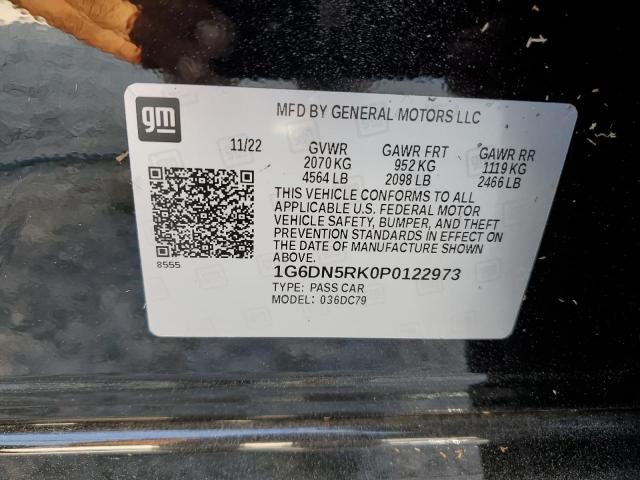 gm
MFD BY GENERAL MOTORS LLC
11/22 GVWR GAWR FRT GAWR RR
2070 KG 952 KG 1119 KG
4564 LB 2098 LB 2466 LB
THIS VEHICLE CONFORMS TO ALL
APPLICABLE U.S. FEDERAL MOTOR
VEHICLE SAFETY, BUMPER, AND THEFT
PREVENTION STANDARDS IN EFFECT ON
THE DATE OF MANUFACTURE SHOWN
ABOVE.
8555
1G6DN5RK0P0122973
TYPE: PASS CAR
MODEL: 036DC79